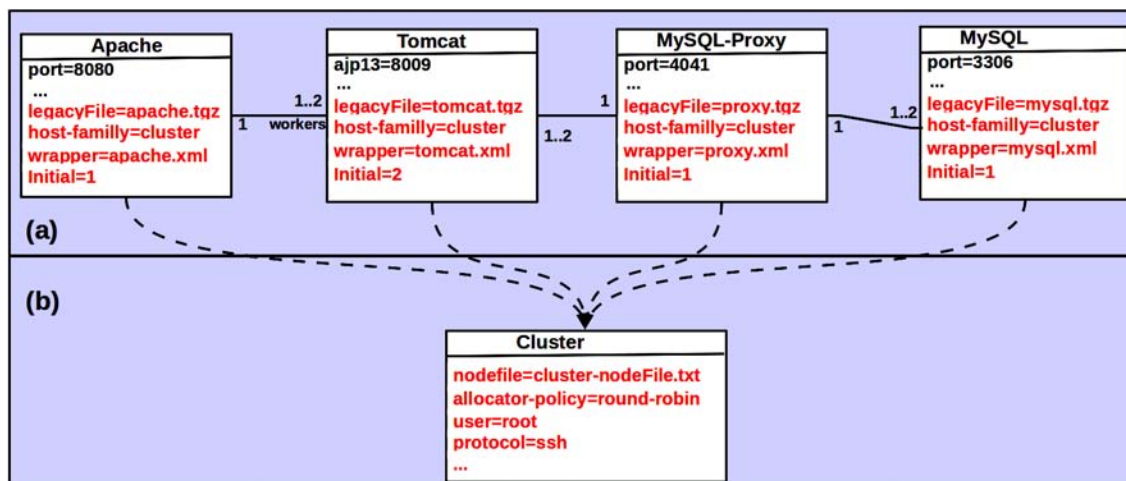 Apache
port=8080
...
legacyFile=apache.tgz
host-familly=cluster
wrapper=apache.xml
Initial=1
1
1..2
workers
Tomcat
ajp13=8009
...
legacyFile=tomcat.tgz
host-familly=cluster
wrapper=tomcat.xml
Initial=2
1..2
1
MySQL-Proxy
port=4041
...
legacyFile=proxy.tgz
host-familly=cluster
wrapper=proxy.xml
Initial=1
1
1..2
MySQL
port=3306
...
legacyFile=mysql.tgz
host-familly=cluster
wrapper=mysql.xml
Initial=1
(a)
(b)
Cluster
nodefile=cluster-nodeFile.txt
allocator-policy=round-robin
user=root
protocol=ssh
...